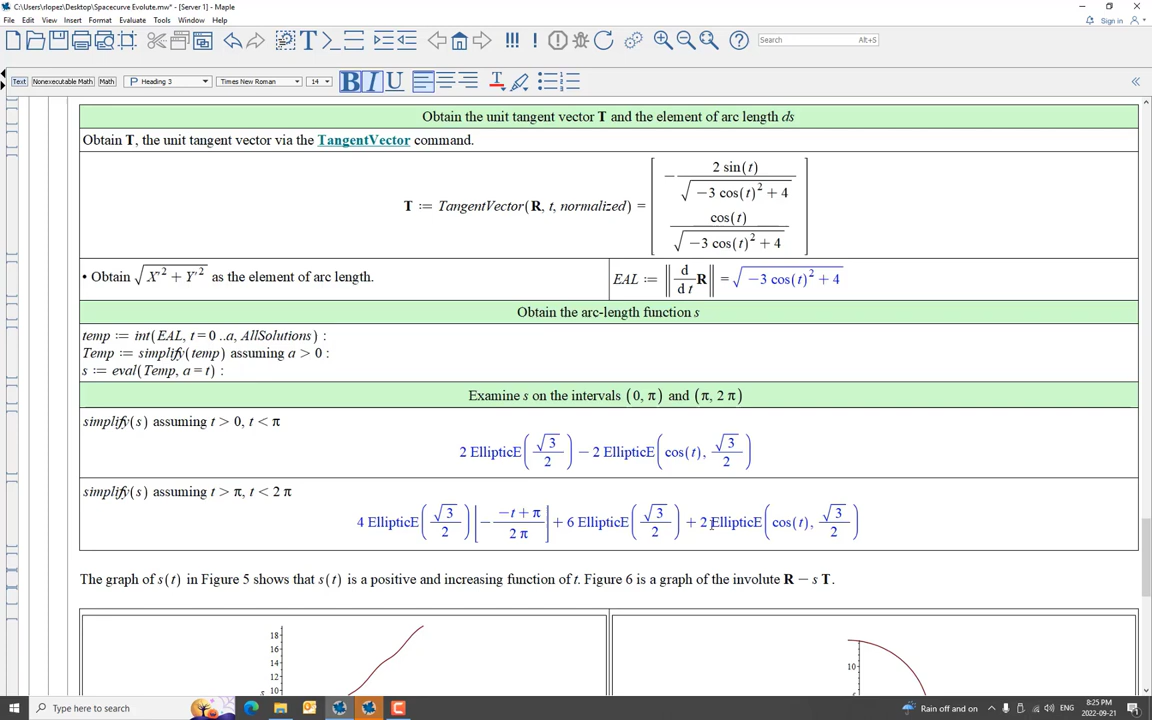 C:\Users\rlopez\Desktop\Spacecurve Evolute.mw* - [Server 1] - Maple
File Edit View Insert Format Evaluate Tools Window Help
Sign in
Search Alt+S
Text Nonexecutable Math Math P Heading 3 Times New Roman 14 B I U
Obtain the unit tangent vector T and the element of arc length ds
Obtain T, the unit tangent vector via the TangentVector command.
T := TangentVector(R, t, normalized) = [ - 2 sin(t) / √(-3 cos(t)^2 + 4) , cos(t) / √(-3 cos(t)^2 + 4) ]
• Obtain √(X'^2 + Y'^2) as the element of arc length.
EAL := ‖ d/dt R ‖ = √(-3 cos(t)^2 + 4)
Obtain the arc-length function s
temp := int(EAL, t = 0 ..a, AllSolutions) :
Temp := simplify(temp) assuming a > 0 :
s := eval(Temp, a = t) :
Examine s on the intervals (0, π) and (π, 2 π)
simplify(s) assuming t > 0, t < π
2 EllipticE(√3/2) − 2 EllipticE(cos(t), √3/2)
simplify(s) assuming t > π, t < 2 π
4 EllipticE(√3/2) ⌊− (−t + π)/(2 π)⌋ + 6 EllipticE(√3/2) + 2 EllipticE(cos(t), √3/2)
The graph of s(t) in Figure 5 shows that s(t) is a positive and increasing function of t. Figure 6 is a graph of the involute R − s T.
18
16
14
12
10
s
10
Type here to search
Rain off and on
8:25 PM
2022-09-21